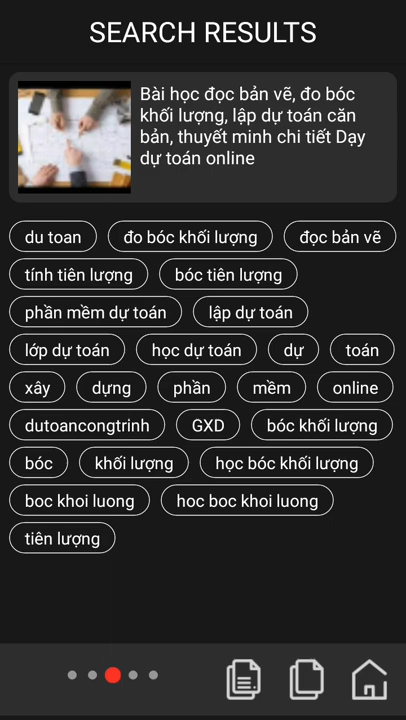 SEARCH RESULTS
Bài học đọc bản vẽ, đo bóc
khối lượng, lập dự toán căn
bản, thuyết minh chi tiết Dạy
dự toán online
du toan đo bóc khối lượng đọc bản vẽ
tính tiên lượng bóc tiên lượng
phần mềm dự toán lập dự toán
lớp dự toán học dự toán dự toán
xây dựng phần mềm online
dutoancongtrinh GXD bóc khối lượng
bóc khối lượng học bóc khối lượng
boc khoi luong hoc boc khoi luong
tiên lượng